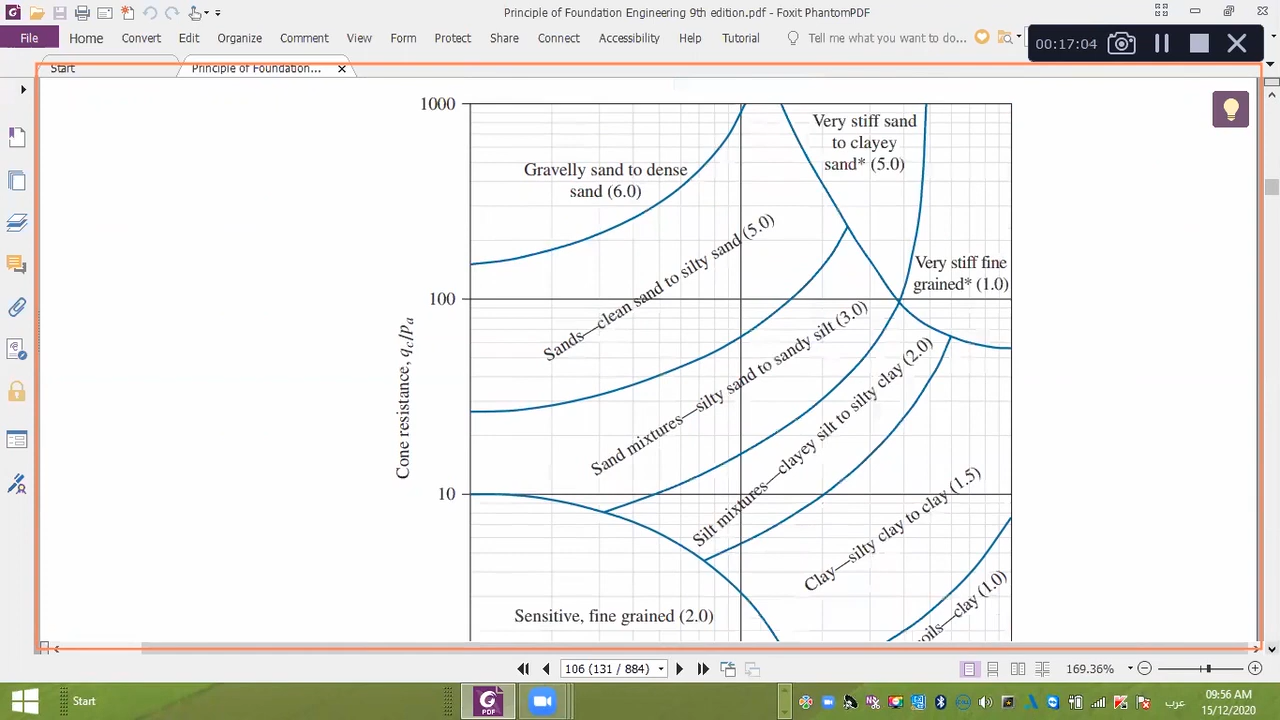 Principle of Foundation Engineering 9th edition.pdf - Foxit PhantomPDF
File Home Convert Edit Organize Comment View Form Protect Share Connect Accessibility Help Tutorial Tell me what you want to do...
00:17:04
Start
Principle of Foundation...
1000
Very stiff sand
to clayey
sand* (5.0)
Gravelly sand to dense
sand (6.0)
Sands—clean sand to silty sand (5.0)
Very stiff fine
grained* (1.0)
100
Sand mixtures—silty sand to sandy silt (3.0)
Cone resistance, qc/pa
Silt mixtures—clayey silt to silty clay (2.0)
10
Clay—silty clay to clay (1.5)
oils—clay (1.0)
Sensitive, fine grained (2.0)
106 (131 / 884)
169.36%
Start
PDF
عرب
09:56 AM
15/12/2020